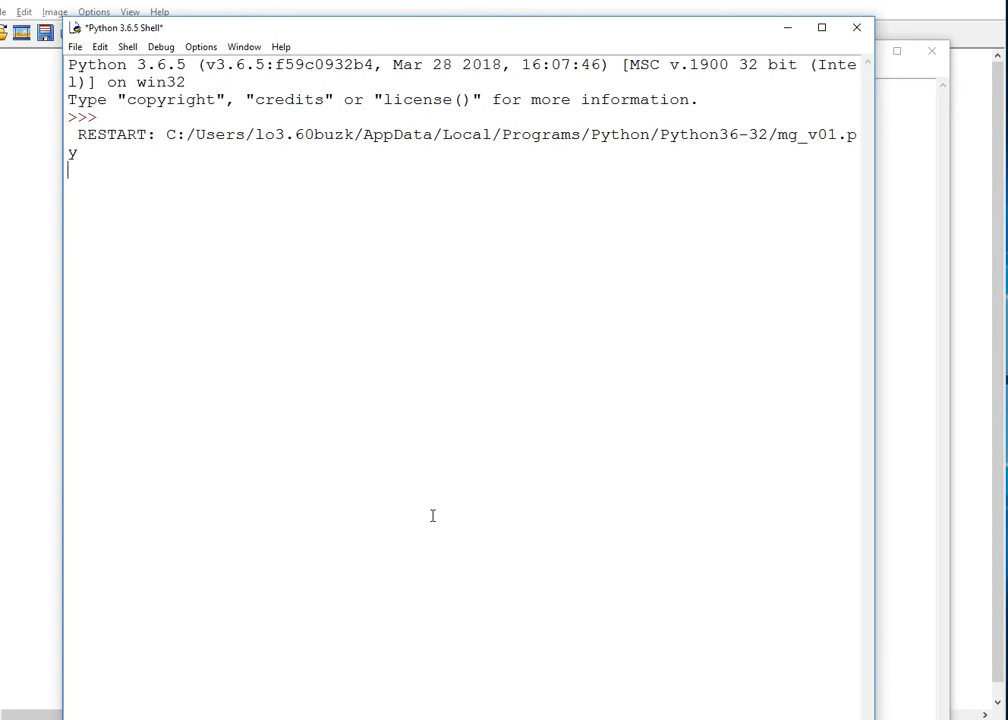 Edit Image Options View Help
*Python 3.6.5 Shell*
File Edit Shell Debug Options Window Help
Python 3.6.5 (v3.6.5:f59c0932b4, Mar 28 2018, 16:07:46) [MSC v.1900 32 bit (Inte
l)] on win32
Type "copyright", "credits" or "license()" for more information.
>>>
RESTART: C:/Users/lo3.60buzk/AppData/Local/Programs/Python/Python36-32/mg_v01.p
y